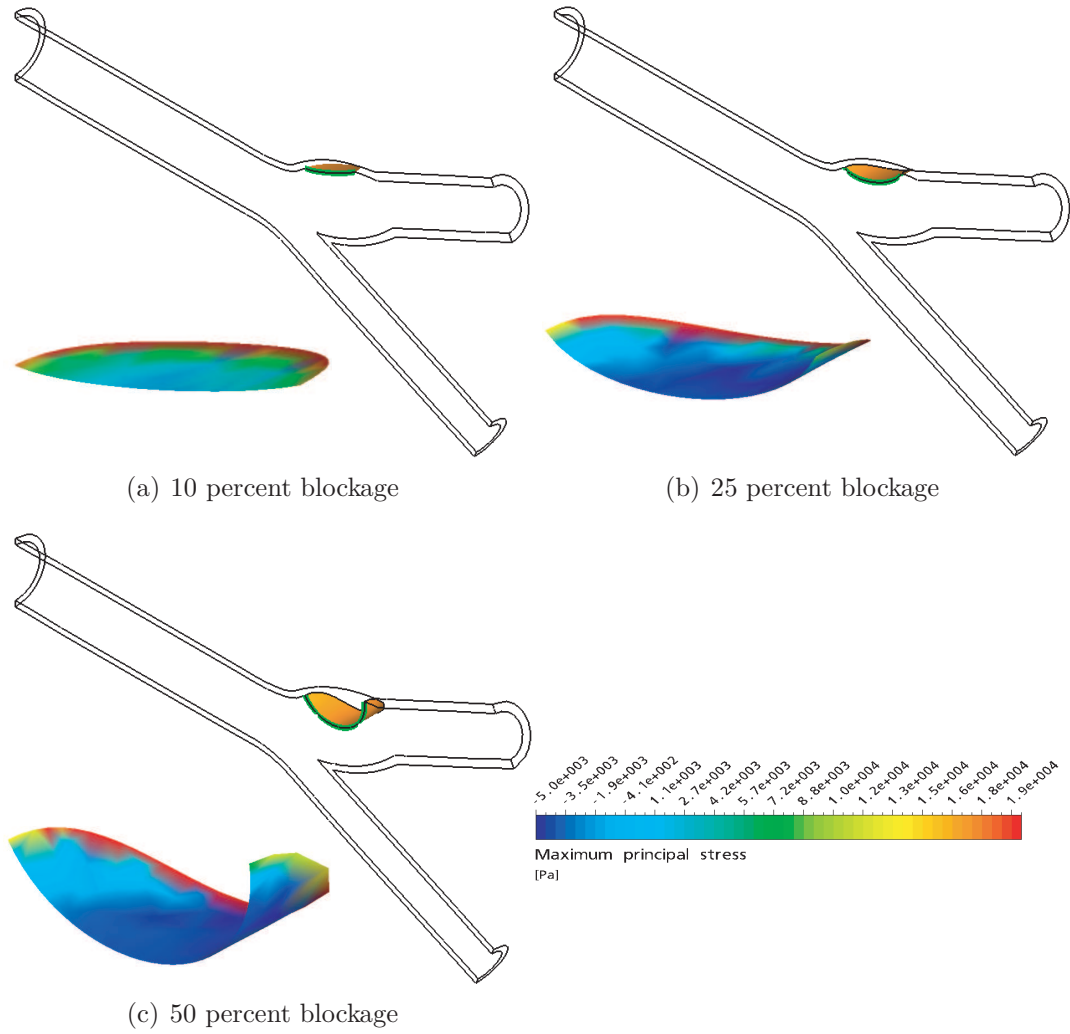 (a) 10 percent blockage
(b) 25 percent blockage
-5.0e+003
-3.5e+003
-1.9e+003
-4.1e+002
1.1e+003
2.7e+003
4.2e+003
5.7e+003
7.2e+003
8.8e+003
1.0e+004
1.2e+004
1.3e+004
1.5e+004
1.6e+004
1.8e+004
1.9e+004
Maximum principal stress
[Pa]
(c) 50 percent blockage